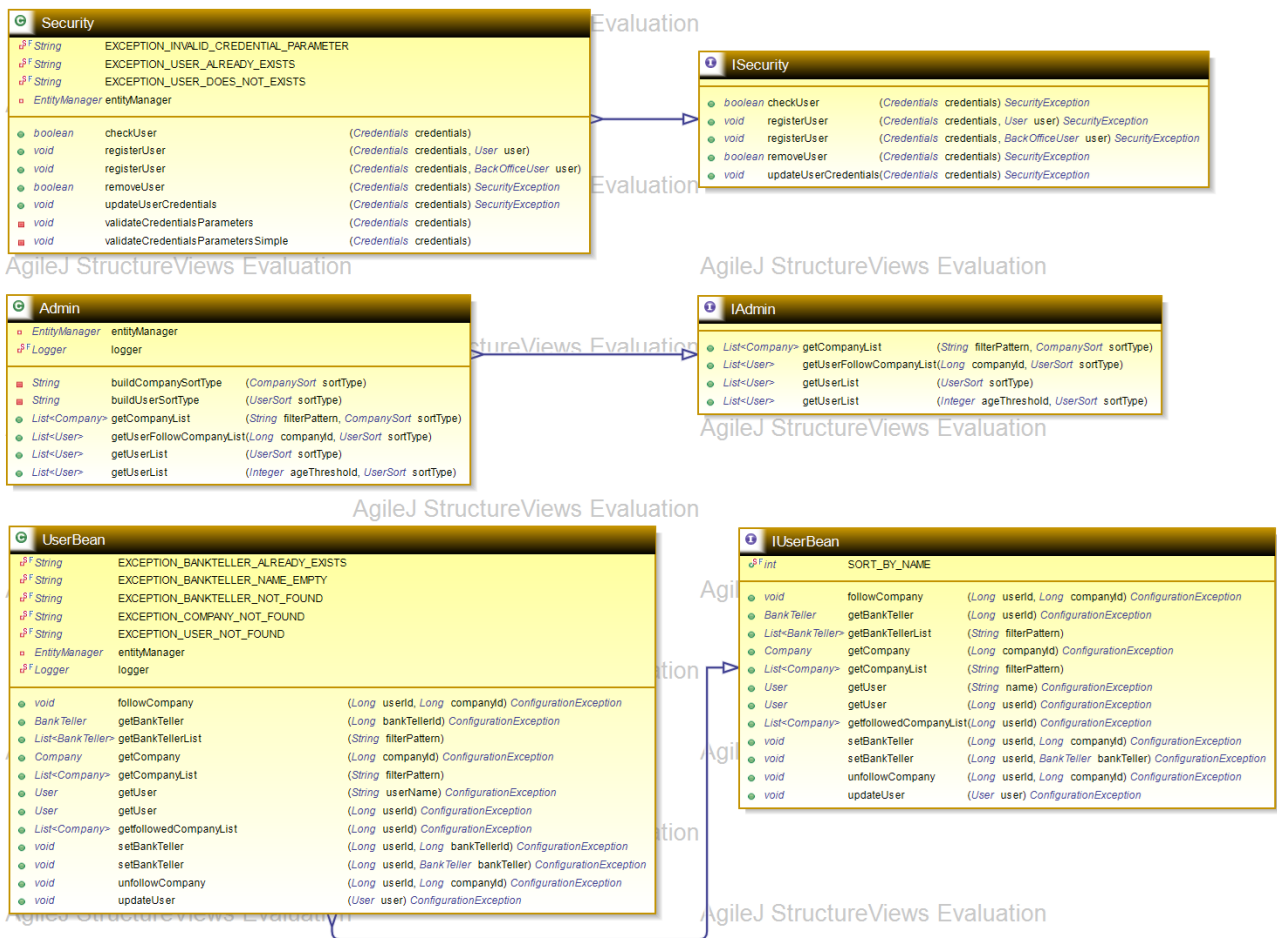 C Security
Evaluation
SF String EXCEPTION_INVALID_CREDENTIAL_PARAMETER
SF String EXCEPTION_USER_ALREADY_EXISTS
SF String EXCEPTION_USER_DOES_NOT_EXISTS
EntityManager entityManager
boolean checkUser (Credentials credentials)
void registerUser (Credentials credentials, User user)
void registerUser (Credentials credentials, BackOfficeUser user)
boolean removeUser (Credentials credentials) SecurityException
void updateUserCredentials (Credentials credentials) SecurityException
void validateCredentialsParameters (Credentials credentials)
void validateCredentialsParametersSimple (Credentials credentials)
I ISecurity
boolean checkUser (Credentials credentials) SecurityException
void registerUser (Credentials credentials, User user) SecurityException
void registerUser (Credentials credentials, BackOfficeUser user) SecurityException
boolean removeUser (Credentials credentials) SecurityException
void updateUserCredentials(Credentials credentials) SecurityException
Evaluation
AgileJ StructureViews Evaluation
AgileJ StructureViews Evaluation
C Admin
EntityManager entityManager
SF Logger logger
String buildCompanySortType (CompanySort sortType)
String buildUserSortType (UserSort sortType)
List<Company> getCompanyList (String filterPattern, CompanySort sortType)
List<User> getUserFollowCompanyList(Long companyId, UserSort sortType)
List<User> getUserList (UserSort sortType)
List<User> getUserList (Integer ageThreshold, UserSort sortType)
ctureViews Evaluation
I IAdmin
List<Company> getCompanyList (String filterPattern, CompanySort sortType)
List<User> getUserFollowCompanyList(Long companyId, UserSort sortType)
List<User> getUserList (UserSort sortType)
List<User> getUserList (Integer ageThreshold, UserSort sortType)
AgileJ StructureViews Evaluation
AgileJ StructureViews Evaluation
C UserBean
SF String EXCEPTION_BANKTELLER_ALREADY_EXISTS
SF String EXCEPTION_BANKTELLER_NAME_EMPTY
SF String EXCEPTION_BANKTELLER_NOT_FOUND
SF String EXCEPTION_COMPANY_NOT_FOUND
SF String EXCEPTION_USER_NOT_FOUND
EntityManager entityManager
SF Logger logger
void followCompany (Long userId, Long companyId) ConfigurationException
BankTeller getBankTeller (Long bankTellerId) ConfigurationException
List<BankTeller> getBankTellerList (String filterPattern)
Company getCompany (Long companyId) ConfigurationException
List<Company> getCompanyList (String filterPattern)
User getUser (String userName) ConfigurationException
User getUser (Long userId) ConfigurationException
List<Company> getfollowedCompanyList (Long userId) ConfigurationException
void setBankTeller (Long userId, Long bankTellerId) ConfigurationException
void setBankTeller (Long userId, BankTeller bankTeller) ConfigurationException
void unfollowCompany (Long userId, Long companyId) ConfigurationException
void updateUser (User user) ConfigurationException
I IUserBean
SF int SORT_BY_NAME
void followCompany (Long userId, Long companyId) ConfigurationException
BankTeller getBankTeller (Long userId) ConfigurationException
List<BankTeller> getBankTellerList (String filterPattern)
Company getCompany (Long companyId) ConfigurationException
List<Company> getCompanyList (String filterPattern)
User getUser (String name) ConfigurationException
User getUser (Long userId) ConfigurationException
List<Company> getfollowedCompanyList(Long userId) ConfigurationException
void setBankTeller (Long userId, Long companyId) ConfigurationException
void setBankTeller (Long userId, BankTeller bankTeller) ConfigurationException
void unfollowCompany (Long userId, Long companyId) ConfigurationException
void updateUser (User user) ConfigurationException
AgileJ StructureViews Evaluation